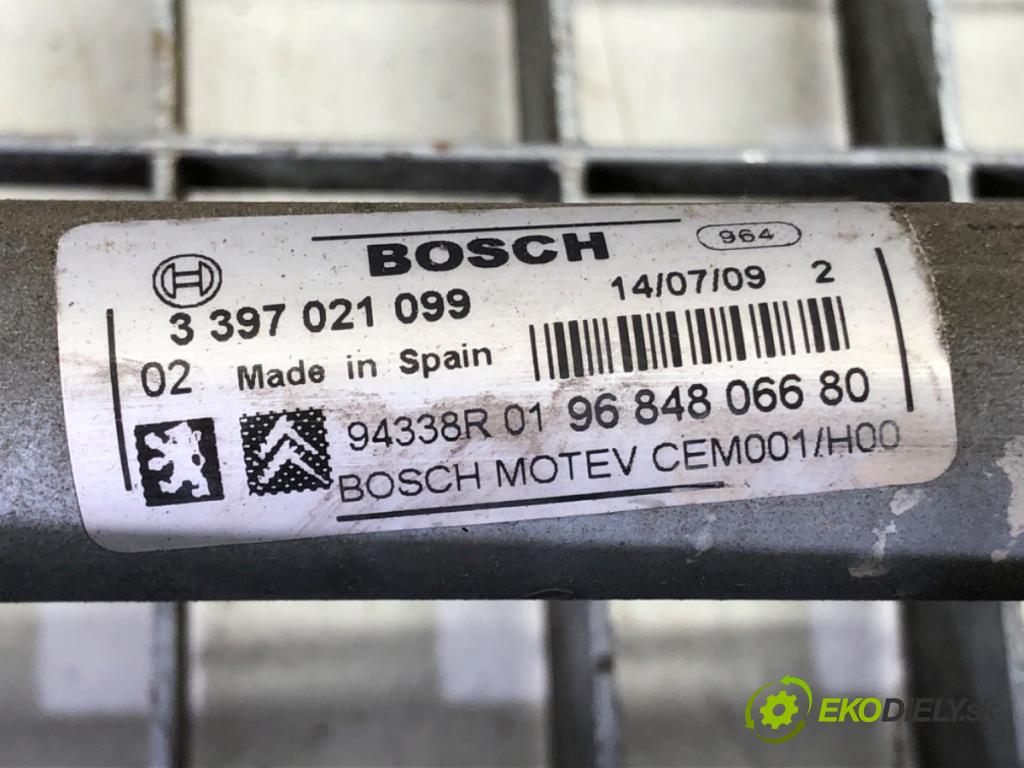 BOSCH
964
3 397 021 099
14/07/09 2
02 Made in Spain
94338R 01 96 848 066 80
BOSCH MOTEV CEM001/H00
EKODIELY.sk